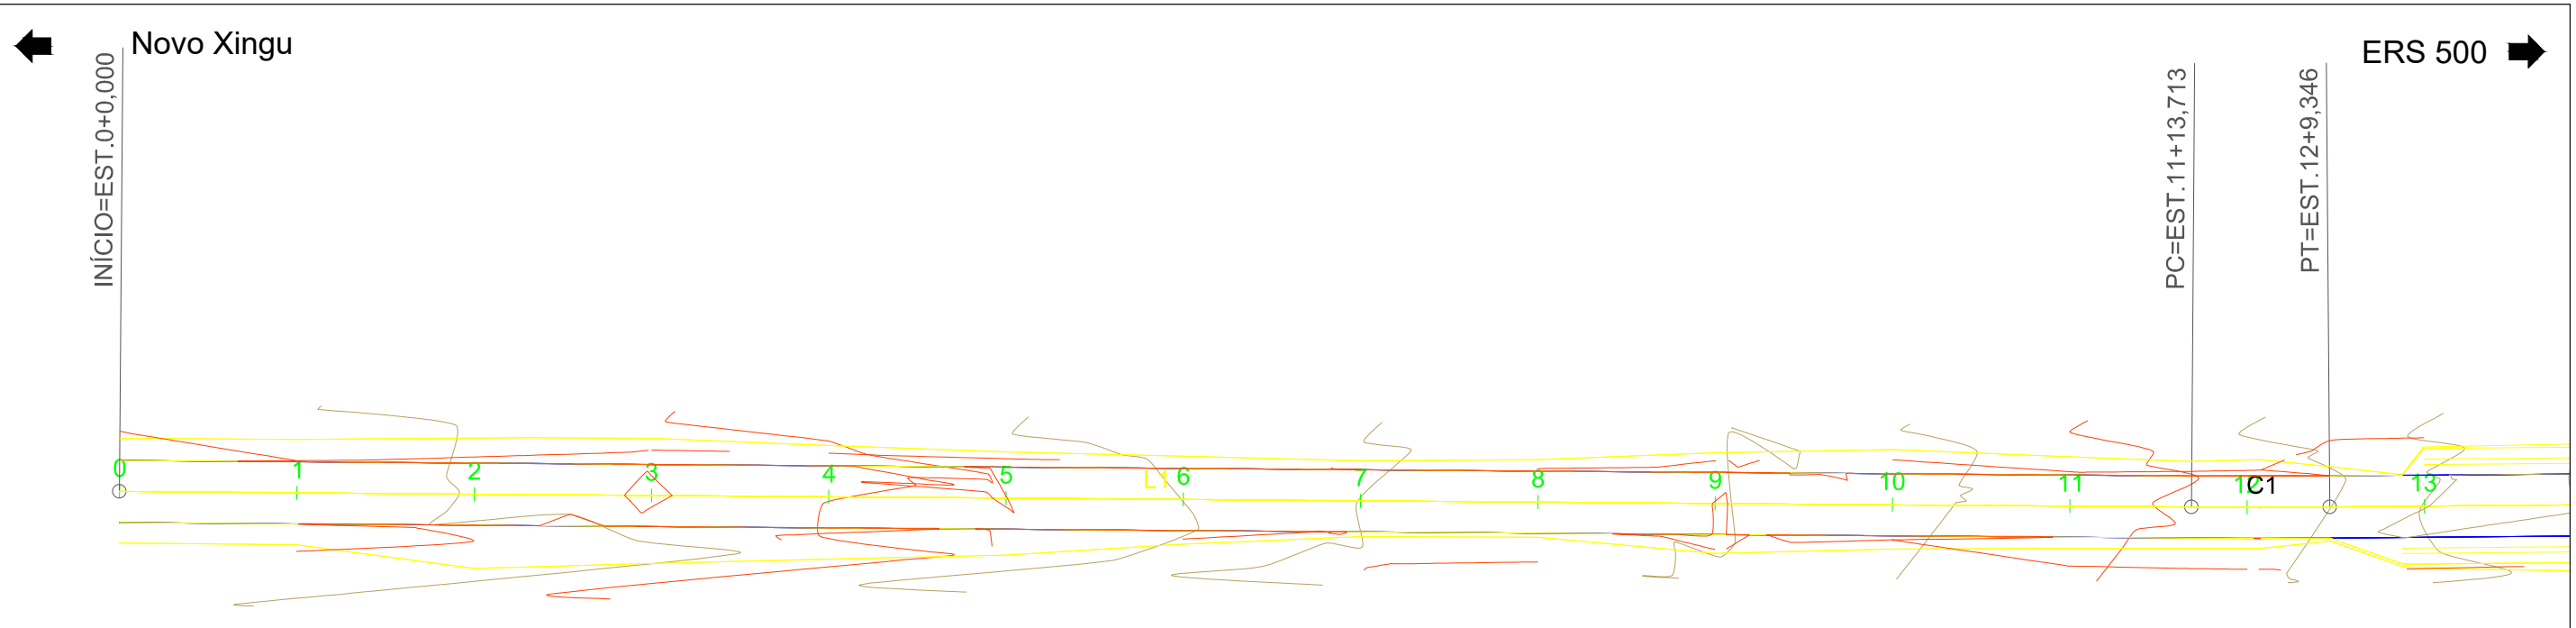 Novo Xingu
ERS 500
INÍCIO=EST.0+0,000
PC=EST.11+13,713
PT=EST.12+9,346
0 1 2 3 4 5 L1 6 7 8 9 10 11 12 C1 13